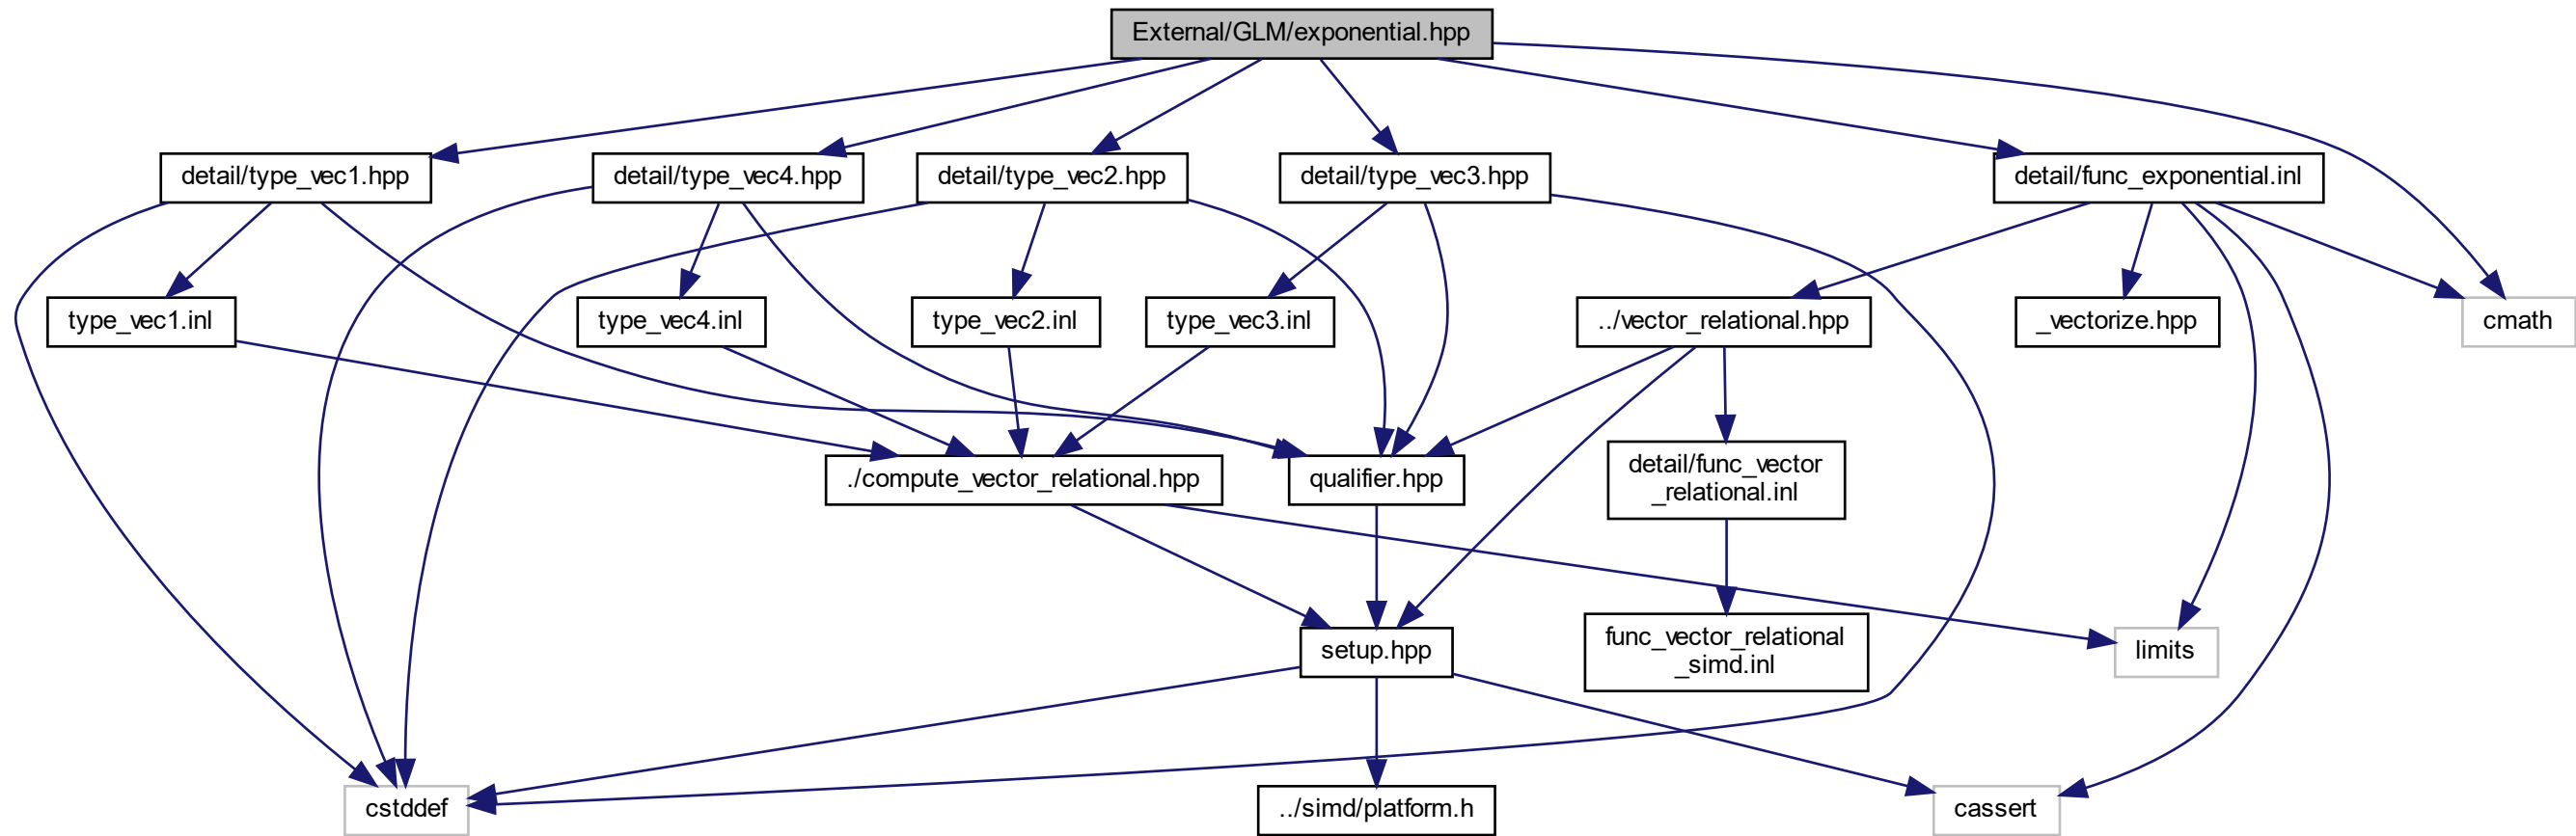 External/GLM/exponential.hpp
detail/type_vec1.hpp
detail/type_vec4.hpp
detail/type_vec2.hpp
detail/type_vec3.hpp
detail/func_exponential.inl
type_vec1.inl
type_vec4.inl
type_vec2.inl
type_vec3.inl
../vector_relational.hpp
_vectorize.hpp
cmath
./compute_vector_relational.hpp
qualifier.hpp
detail/func_vector
_relational.inl
setup.hpp
func_vector_relational
_simd.inl
limits
cstddef
../simd/platform.h
cassert